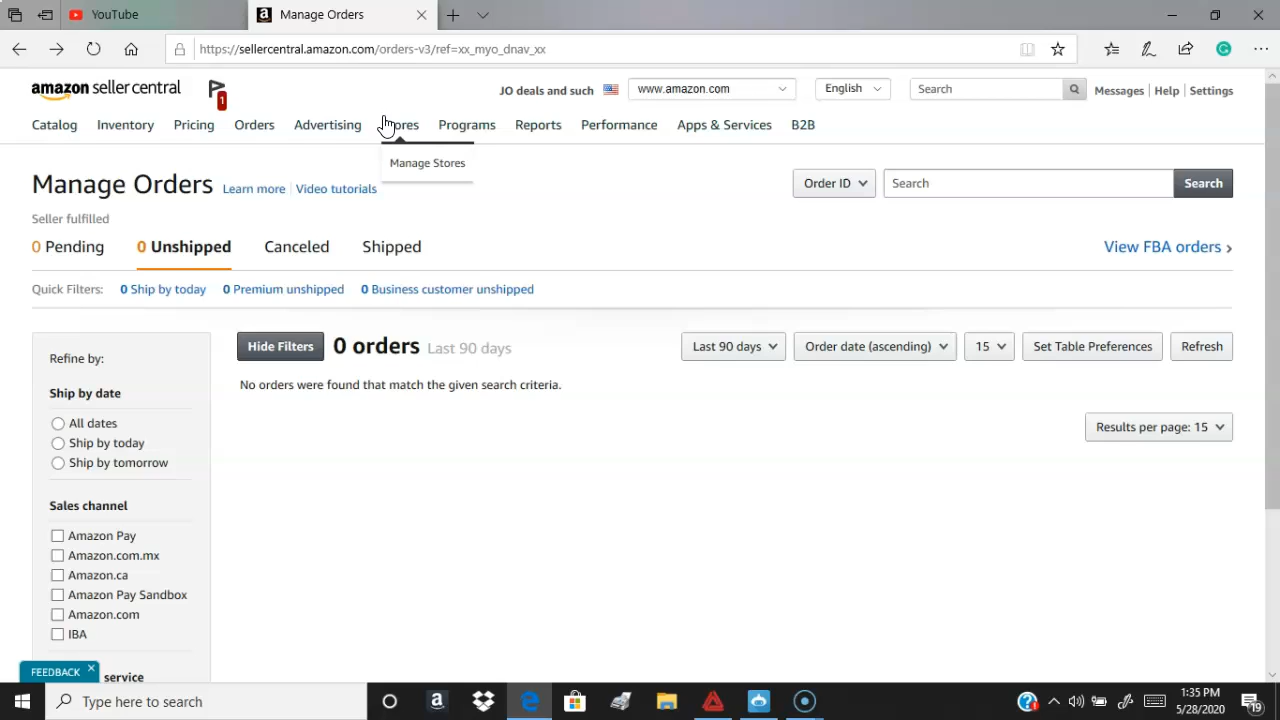 YouTube
Manage Orders
https://sellercentral.amazon.com/orders-v3/ref=xx_myo_dnav_xx
amazon seller central
1
JO deals and such
www.amazon.com
English
Search
Messages
Help
Settings
Catalog
Inventory
Pricing
Orders
Advertising
Programs
Reports
Performance
Apps & Services
B2B
Manage Stores
Manage Orders
Learn more
Video tutorials
Order ID
Search
Search
Seller fulfilled
0 Pending
0 Unshipped
Canceled
Shipped
View FBA orders
Quick Filters:
0 Ship by today
0 Premium unshipped
0 Business customer unshipped
Refine by:
Hide Filters
0 orders
Last 90 days
Last 90 days
Order date (ascending)
15
Set Table Preferences
Refresh
No orders were found that match the given search criteria.
Results per page: 15
Ship by date
All dates
Ship by today
Ship by tomorrow
Sales channel
Amazon Pay
Amazon.com.mx
Amazon.ca
Amazon Pay Sandbox
Amazon.com
IBA
FEEDBACK
service
Type here to search
1:35 PM
5/28/2020
19